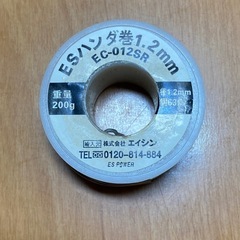 ESハンダ巻1.2mm
EC-012SR
重量
200g
径1.2mm
輸入元 株式会社 エイシン
TEL 0120-814-684
ES POWER